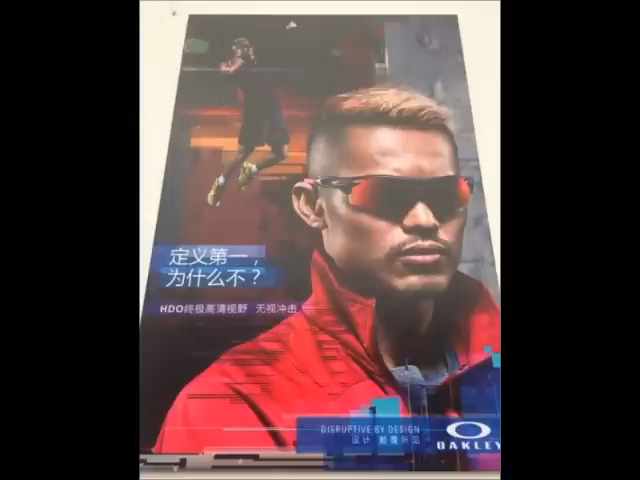 定义第一，
为什么不？
HDO终极高清视野 无视冲击
DISRUPTIVE BY DESIGN
设计 颠覆所见
OAKLEY